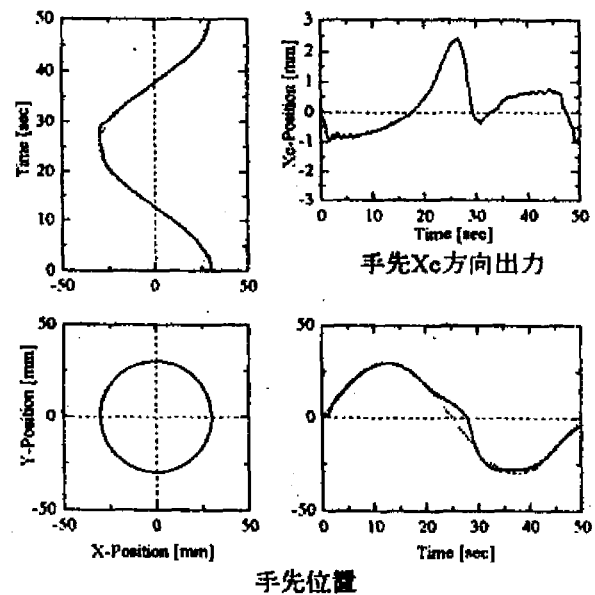 50
40
30
20
10
0
Time [sec]
-50 0 50
3
2
1
0
-1
-2
-3
Xc-Position [mm]
0 10 20 30 40 50
Time [sec]
手先Xc方向出力
50
0
-50
Y-Position [mm]
-50 0 50
X-Position [mm]
50
0
-50
0 10 20 30 40 50
Time [sec]
手先位置